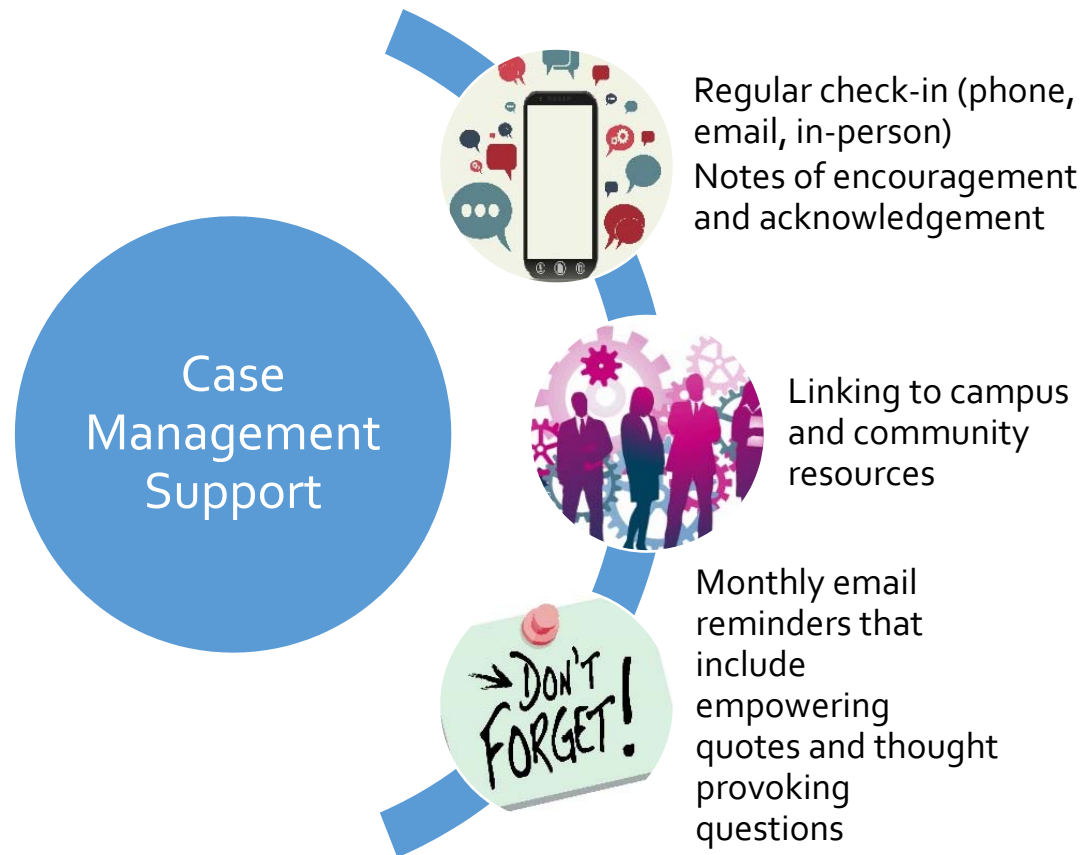 Case
Management
Support
Regular check-in (phone,
email, in-person)
Notes of encouragement
and acknowledgement
Linking to campus
and community
resources
DON'T
FORGET!
Monthly email
reminders that
include
empowering
quotes and thought
provoking
questions